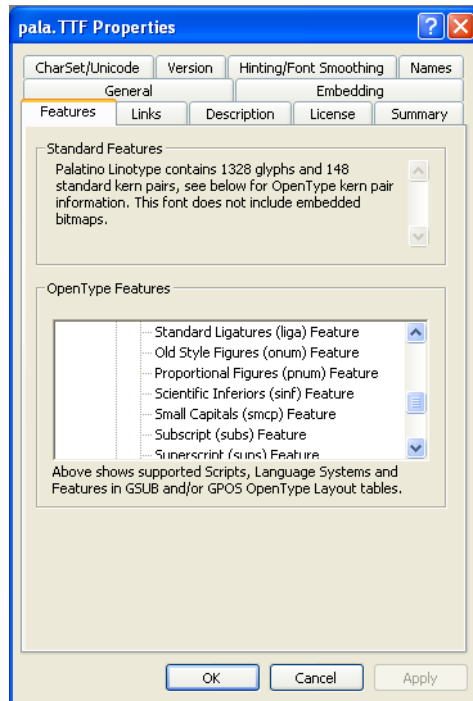 pala.TTF Properties
?
X
CharSet/Unicode Version Hinting/Font Smoothing Names
General Embedding
Features Links Description License Summary
Standard Features
Palatino Linotype contains 1328 glyphs and 148
standard kern pairs, see below for OpenType kern pair
information. This font does not include embedded
bitmaps.
OpenType Features
Standard Ligatures (liga) Feature
Old Style Figures (onum) Feature
Proportional Figures (pnum) Feature
Scientific Inferiors (sinf) Feature
Small Capitals (smcp) Feature
Subscript (subs) Feature
Superscript (sups) Feature
Above shows supported Scripts, Language Systems and
Features in GSUB and/or GPOS OpenType Layout tables.
OK Cancel Apply